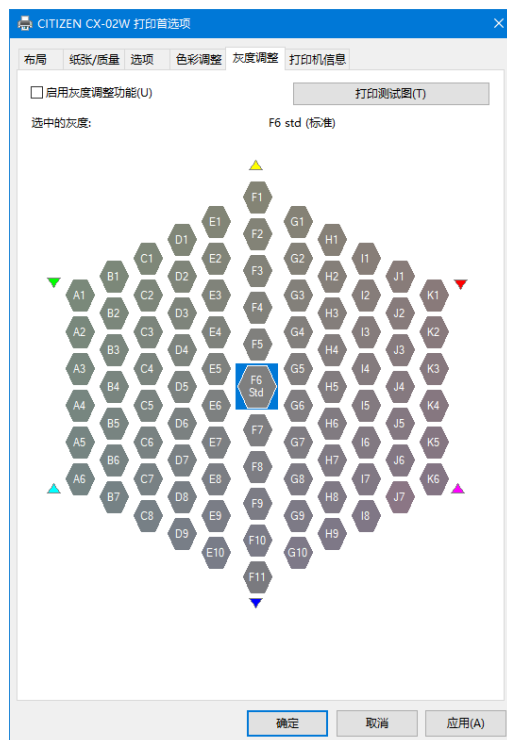 CITIZEN CX-02W 打印首选项
布局 纸张/质量 选项 色彩调整 灰度调整 打印机信息
启用灰度调整功能(U) 打印测试图(T)
选中的灰度: F6 std (标准)
F1
E1 G1
D1 F2 H1
C1 E2 G2 I1
B1 D2 F3 H2 J1
A1 C2 E3 G3 I2 K1
B2 D3 F4 H3 J2
A2 C3 E4 G4 I3 K2
B3 D4 F5 H4 J3
A3 C4 E5 G5 I4 K3
B4 D5 F6 Std H5 J4
A4 C5 E6 G6 I5 K4
B5 D6 F7 H6 J5
A5 C6 E7 G7 I6 K5
B6 D7 F8 H7 J6
A6 C7 E8 G8 I7 K6
B7 D8 F9 H8 J7
C8 E9 G9 I8
D9 F10 H9
E10 G10
F11
确定 取消 应用(A)